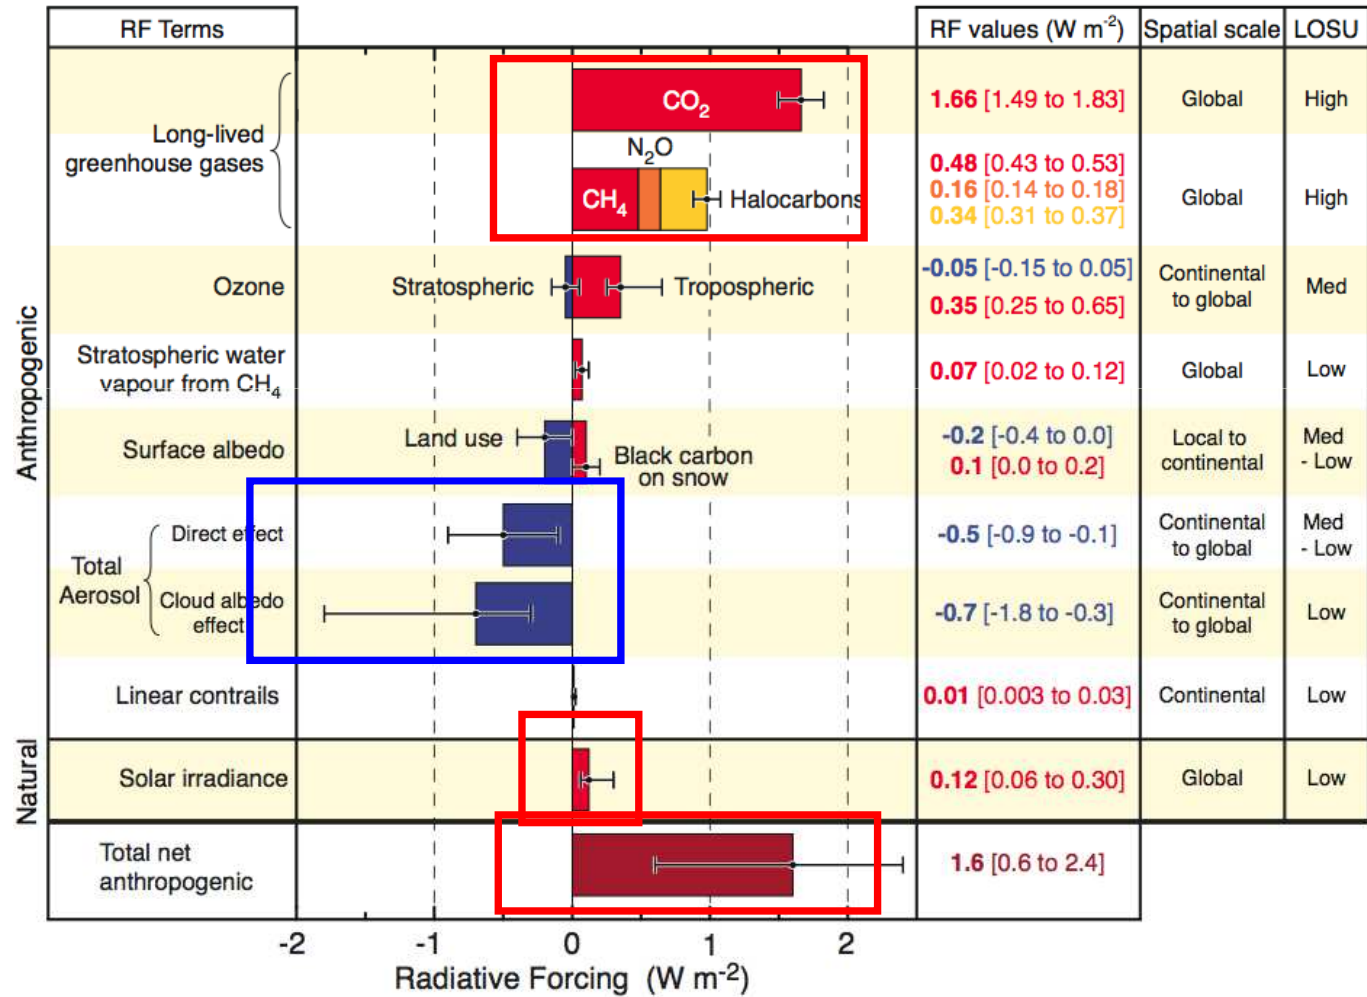 RF Terms
RF values (W m⁻²)
Spatial scale
LOSU
Anthropogenic
Long-lived
greenhouse gases
CO₂
1.66 [1.49 to 1.83]
Global
High
N₂O
CH₄
Halocarbons
0.48 [0.43 to 0.53]
0.16 [0.14 to 0.18]
0.34 [0.31 to 0.37]
Global
High
Ozone
Stratospheric
Tropospheric
-0.05 [-0.15 to 0.05]
0.35 [0.25 to 0.65]
Continental
to global
Med
Stratospheric water
vapour from CH₄
0.07 [0.02 to 0.12]
Global
Low
Surface albedo
Land use
Black carbon
on snow
-0.2 [-0.4 to 0.0]
0.1 [0.0 to 0.2]
Local to
continental
Med
- Low
Total
Aerosol
Direct effect
-0.5 [-0.9 to -0.1]
Continental
to global
Med
- Low
Cloud albedo
effect
-0.7 [-1.8 to -0.3]
Continental
to global
Low
Linear contrails
0.01 [0.003 to 0.03]
Continental
Low
Natural
Solar irradiance
0.12 [0.06 to 0.30]
Global
Low
Total net
anthropogenic
1.6 [0.6 to 2.4]
-2 -1 0 1 2
Radiative Forcing (W m⁻²)